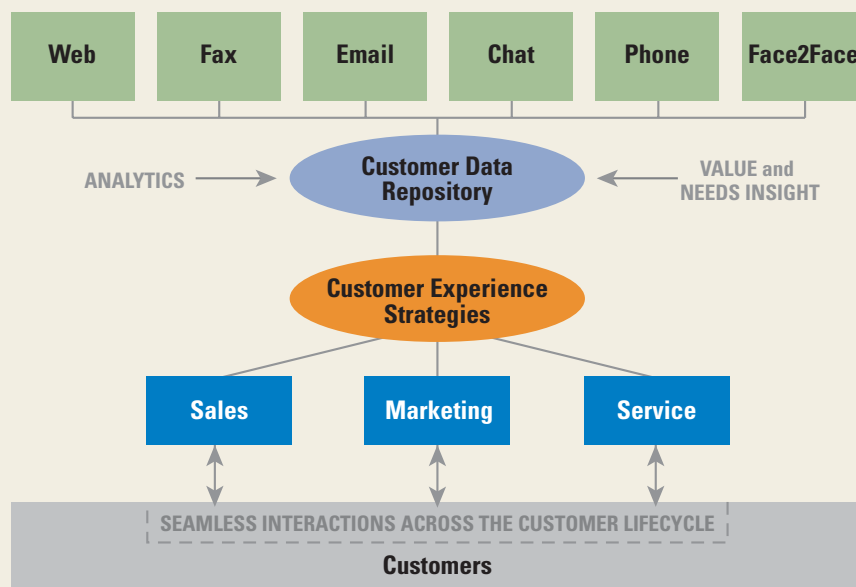 Web
Fax
Email
Chat
Phone
Face2Face
ANALYTICS
Customer Data
Repository
VALUE and
NEEDS INSIGHT
Customer Experience
Strategies
Sales
Marketing
Service
SEAMLESS INTERACTIONS ACROSS THE CUSTOMER LIFECYCLE
Customers